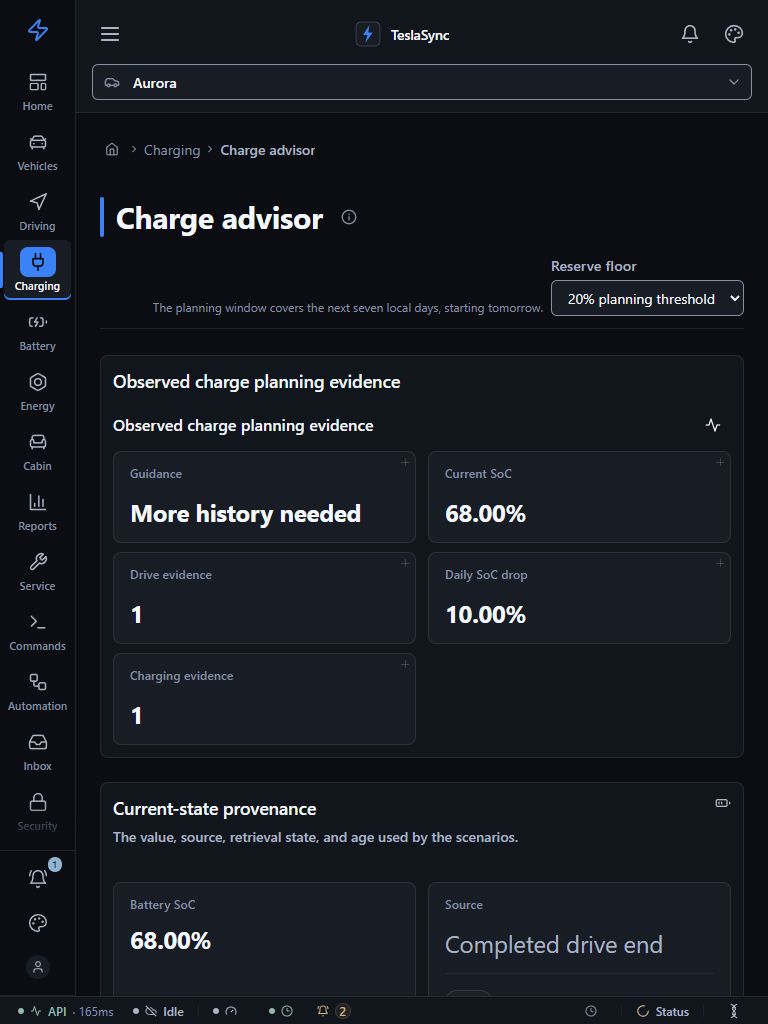 TeslaSync
Aurora
Home
Vehicles
Driving
Charging
Battery
Energy
Cabin
Reports
Service
Commands
Automation
Inbox
Security
1
Charging
Charge advisor
Charge advisor
Reserve floor
The planning window covers the next seven local days, starting tomorrow.
20% planning threshold
Observed charge planning evidence
Observed charge planning evidence
Guidance
More history needed
Current SoC
68.00%
Drive evidence
1
Daily SoC drop
10.00%
Charging evidence
1
Current-state provenance
The value, source, retrieval state, and age used by the scenarios.
Battery SoC
68.00%
Source
Completed drive end
API · 165ms
Idle
2
Status